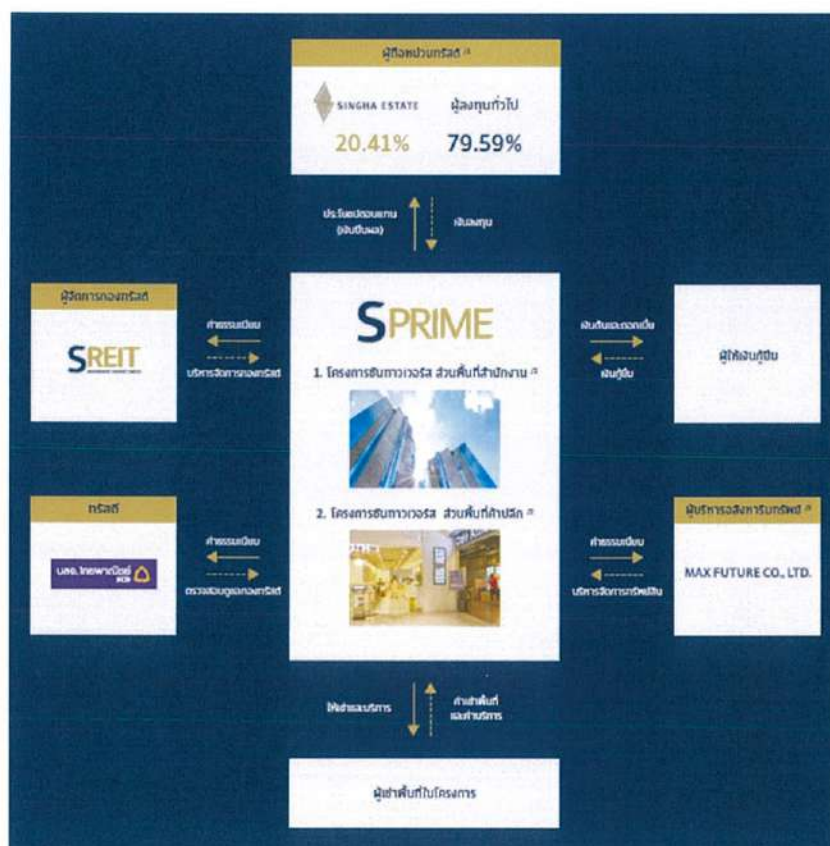 ผู้ถือหน่วยทรัสต์
SINGHA ESTATE
ผู้ลงทุนทั่วไป
20.41%
79.59%
ประโยชน์ตอบแทน
(เงินปันผล)
เงินลงทุน
ผู้จัดการกองทรัสต์
SREIT
ค่าธรรมเนียม
บริหารจัดการกองทรัสต์
SPRIME
1. โครงการซันทาวเวอร์ส ส่วนพื้นที่สำนักงาน
2. โครงการซันทาวเวอร์ส ส่วนพื้นที่ค้าปลีก
เงินต้นและดอกเบี้ย
เงินกู้ยืม
ผู้ให้เงินกู้ยืม
ทรัสตี
บลจ. ไทยพาณิชย์
SCB
ค่าธรรมเนียม
ตรวจสอบดูแลกองทรัสต์
ค่าธรรมเนียม
บริหารจัดการทรัพย์สิน
ผู้บริหารอสังหาริมทรัพย์
MAX FUTURE CO., LTD.
ให้เช่าและบริการ
ค่าเช่าพื้นที่
และค่าบริการ
ผู้เช่าพื้นที่ในโครงการ